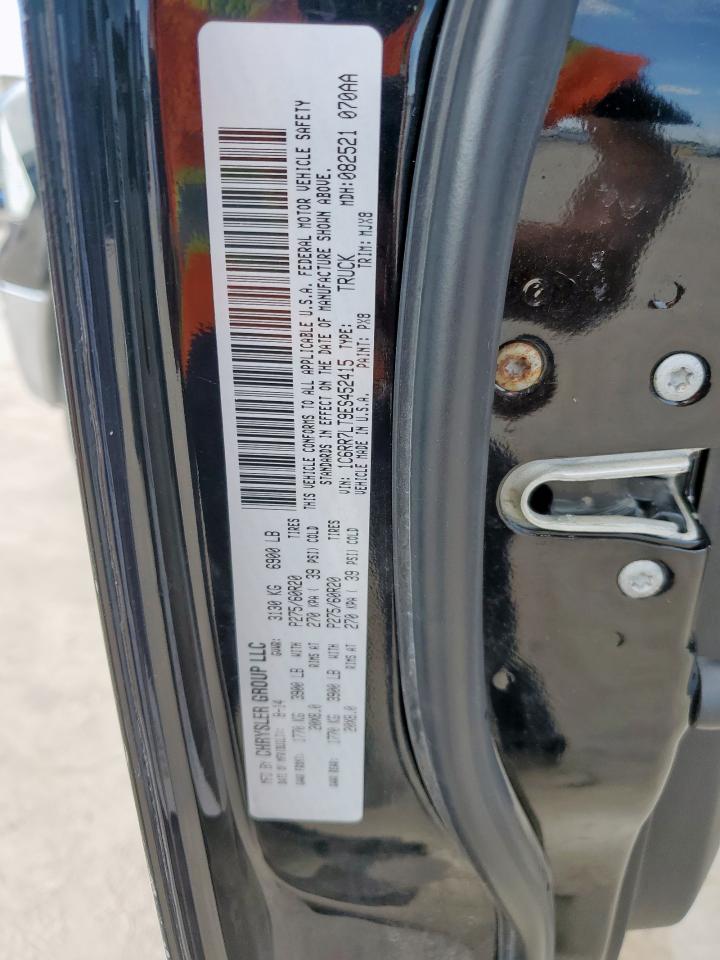 MFG BY: CHRYSLER GROUP LLC
DATE OF MFR 8-14 GVWR: 3130 KG 6900 LB
GAWR FRONT: 1770 KG 3900 LB WITH P275/60R20 TIRES
20X8.0 RIMS AT 270 KPA ( 39 PSI) COLD
GAWR REAR: 1770 KG 3900 LB WITH P275/60R20 TIRES
20X8.0 RIMS AT 270 KPA ( 39 PSI) COLD
THIS VEHICLE CONFORMS TO ALL APPLICABLE U.S.A. FEDERAL MOTOR VEHICLE SAFETY
STANDARDS IN EFFECT ON THE DATE OF MANUFACTURE SHOWN ABOVE.
VIN: 1C6RR7LT9ES452415 TYPE: TRUCK MDH:082521 070AA
VEHICLE MADE IN U.S.A. PAINT: PX8 TRIM: MJX8